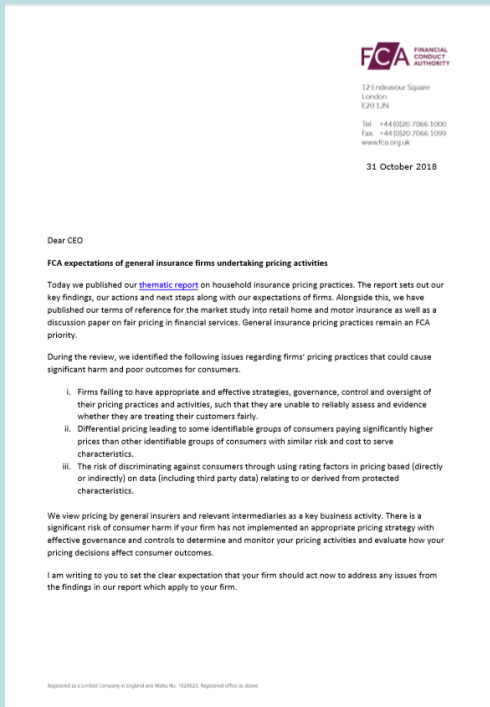 FCA FINANCIAL
CONDUCT
AUTHORITY
12 Endeavour Square
London
E20 1JN
Tel +44 (0)20 7066 1000
Fax +44 (0)20 7066 1099
www.fca.org.uk
31 October 2018
Dear CEO
FCA expectations of general insurance firms undertaking pricing activities
Today we published our thematic report on household insurance pricing practices. The report sets out our
key findings, our actions and next steps along with our expectations of firms. Alongside this, we have
published our terms of reference for the market study into retail home and motor insurance as well as a
discussion paper on fair pricing in financial services. General insurance pricing practices remain an FCA
priority.
During the review, we identified the following issues regarding firms' pricing practices that could cause
significant harm and poor outcomes for consumers.
i. Firms failing to have appropriate and effective strategies, governance, control and oversight of
their pricing practices and activities, such that they are unable to reliably assess and evidence
whether they are treating their customers fairly.
ii. Differential pricing leading to some identifiable groups of consumers paying significantly higher
prices than other identifiable groups of consumers with similar risk and cost to serve
characteristics.
iii. The risk of discriminating against consumers through using rating factors in pricing based (directly
or indirectly) on data (including third party data) relating to or derived from protected
characteristics.
We view pricing by general insurers and relevant intermediaries as a key business activity. There is a
significant risk of consumer harm if your firm has not implemented an appropriate pricing strategy with
effective governance and controls to determine and monitor your pricing activities and evaluate how your
pricing decisions affect consumer outcomes.
I am writing to you to set the clear expectation that your firm should act now to address any issues from
the findings in our report which apply to your firm.
Registered as a Limited Company in England and Wales No. 1920623. Registered office as above